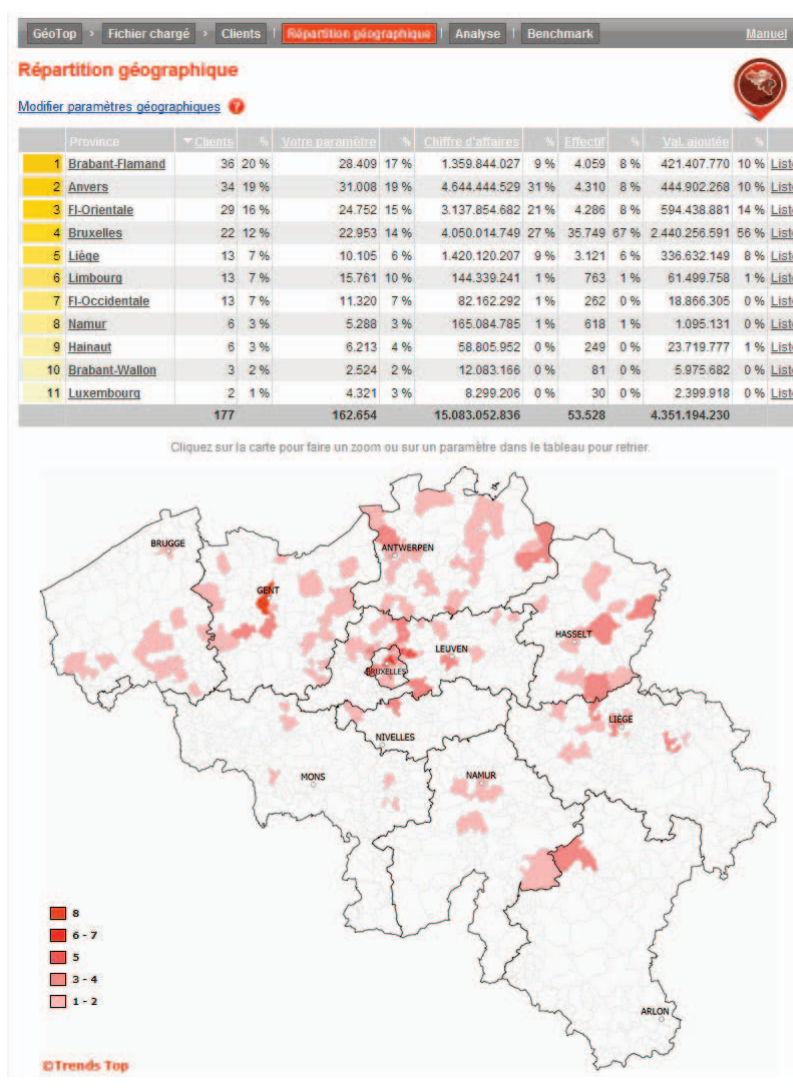 GéoTop > Fichier chargé > Clients | Répartition géographique | Analyse | Benchmark Manuel
Répartition géographique
Modifier paramètres géographiques ?
Province Clients % Votre paramètre % Chiffre d'affaires % Effectif % Val. ajoutée %
1 Brabant-Flamand 36 20 % 28.409 17 % 1.359.844.027 9 % 4.059 8 % 421.407.770 10 % List
2 Anvers 34 19 % 31.008 19 % 4.644.444.529 31 % 4.310 8 % 444.902.268 10 % List
3 Fl-Orientale 29 16 % 24.752 15 % 3.137.854.682 21 % 4.286 8 % 594.438.881 14 % List
4 Bruxelles 22 12 % 22.953 14 % 4.050.014.749 27 % 35.749 67 % 2.440.256.591 56 % List
5 Liège 13 7 % 10.105 6 % 1.420.120.207 9 % 3.121 6 % 336.632.149 8 % List
6 Limbourg 13 7 % 15.761 10 % 144.339.241 1 % 763 1 % 61.499.758 1 % List
7 Fl-Occidentale 13 7 % 11.320 7 % 82.162.292 1 % 262 0 % 18.866.305 0 % List
8 Namur 6 3 % 5.288 3 % 165.084.785 1 % 618 1 % 1.095.131 0 % List
9 Hainaut 6 3 % 6.213 4 % 58.805.952 0 % 249 0 % 23.719.777 1 % List
10 Brabant-Wallon 3 2 % 2.524 2 % 12.083.166 0 % 81 0 % 5.975.682 0 % List
11 Luxembourg 2 1 % 4.321 3 % 8.299.206 0 % 30 0 % 2.399.918 0 % List
177 162.654 15.083.052.836 53.528 4.351.194.230
Cliquez sur la carte pour faire un zoom ou sur un paramètre dans le tableau pour retrier.
BRUGGE
ANTWERPEN
GENT
HASSELT
LEUVEN
BRUXELLES
LIEGE
NIVELLES
MONS
NAMUR
ARLON
8
6 - 7
5
3 - 4
1 - 2
©Trends Top